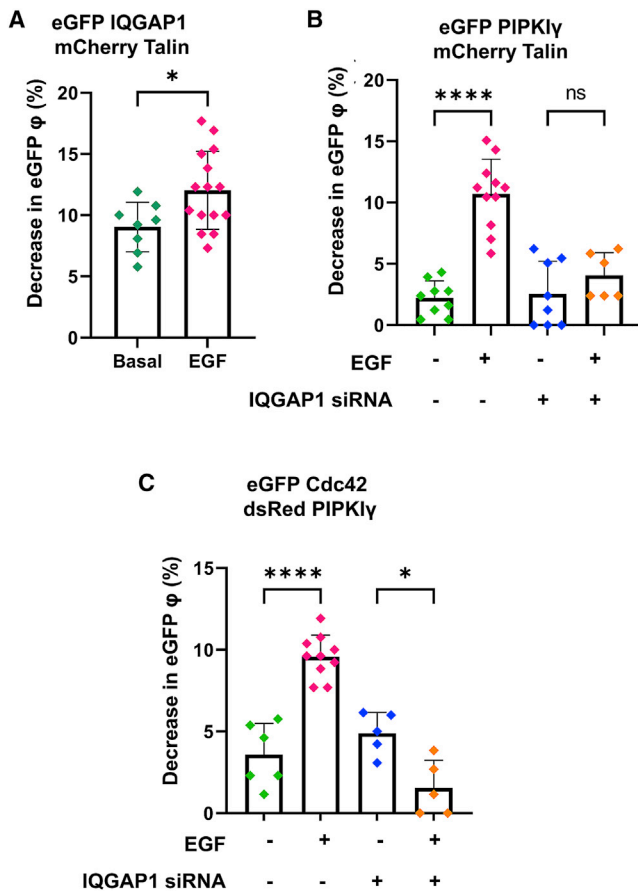 A
eGFP IQGAP1
mCherry Talin
*
Decrease in eGFP φ (%)
20
15
10
5
0
Basal
EGF
B
eGFP PIPKIγ
mCherry Talin
****
ns
Decrease in eGFP φ (%)
20
15
10
5
0
EGF - + - +
IQGAP1 siRNA - - + +
C
eGFP Cdc42
dsRed PIPKIγ
****
*
Decrease in eGFP φ (%)
15
10
5
0
EGF - + - +
IQGAP1 siRNA - - + +